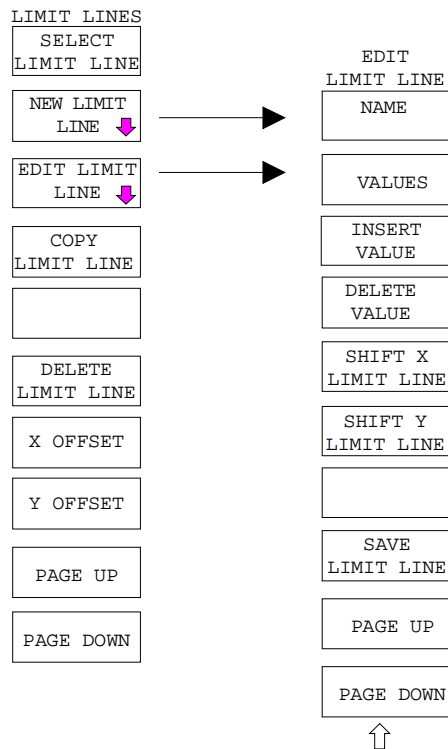 LIMIT LINES
SELECT
LIMIT LINE
NEW LIMIT
LINE
EDIT LIMIT
LINE
COPY
LIMIT LINE
DELETE
LIMIT LINE
X OFFSET
Y OFFSET
PAGE UP
PAGE DOWN
EDIT
LIMIT LINE
NAME
VALUES
INSERT
VALUE
DELETE
VALUE
SHIFT X
LIMIT LINE
SHIFT Y
LIMIT LINE
SAVE
LIMIT LINE
PAGE UP
PAGE DOWN